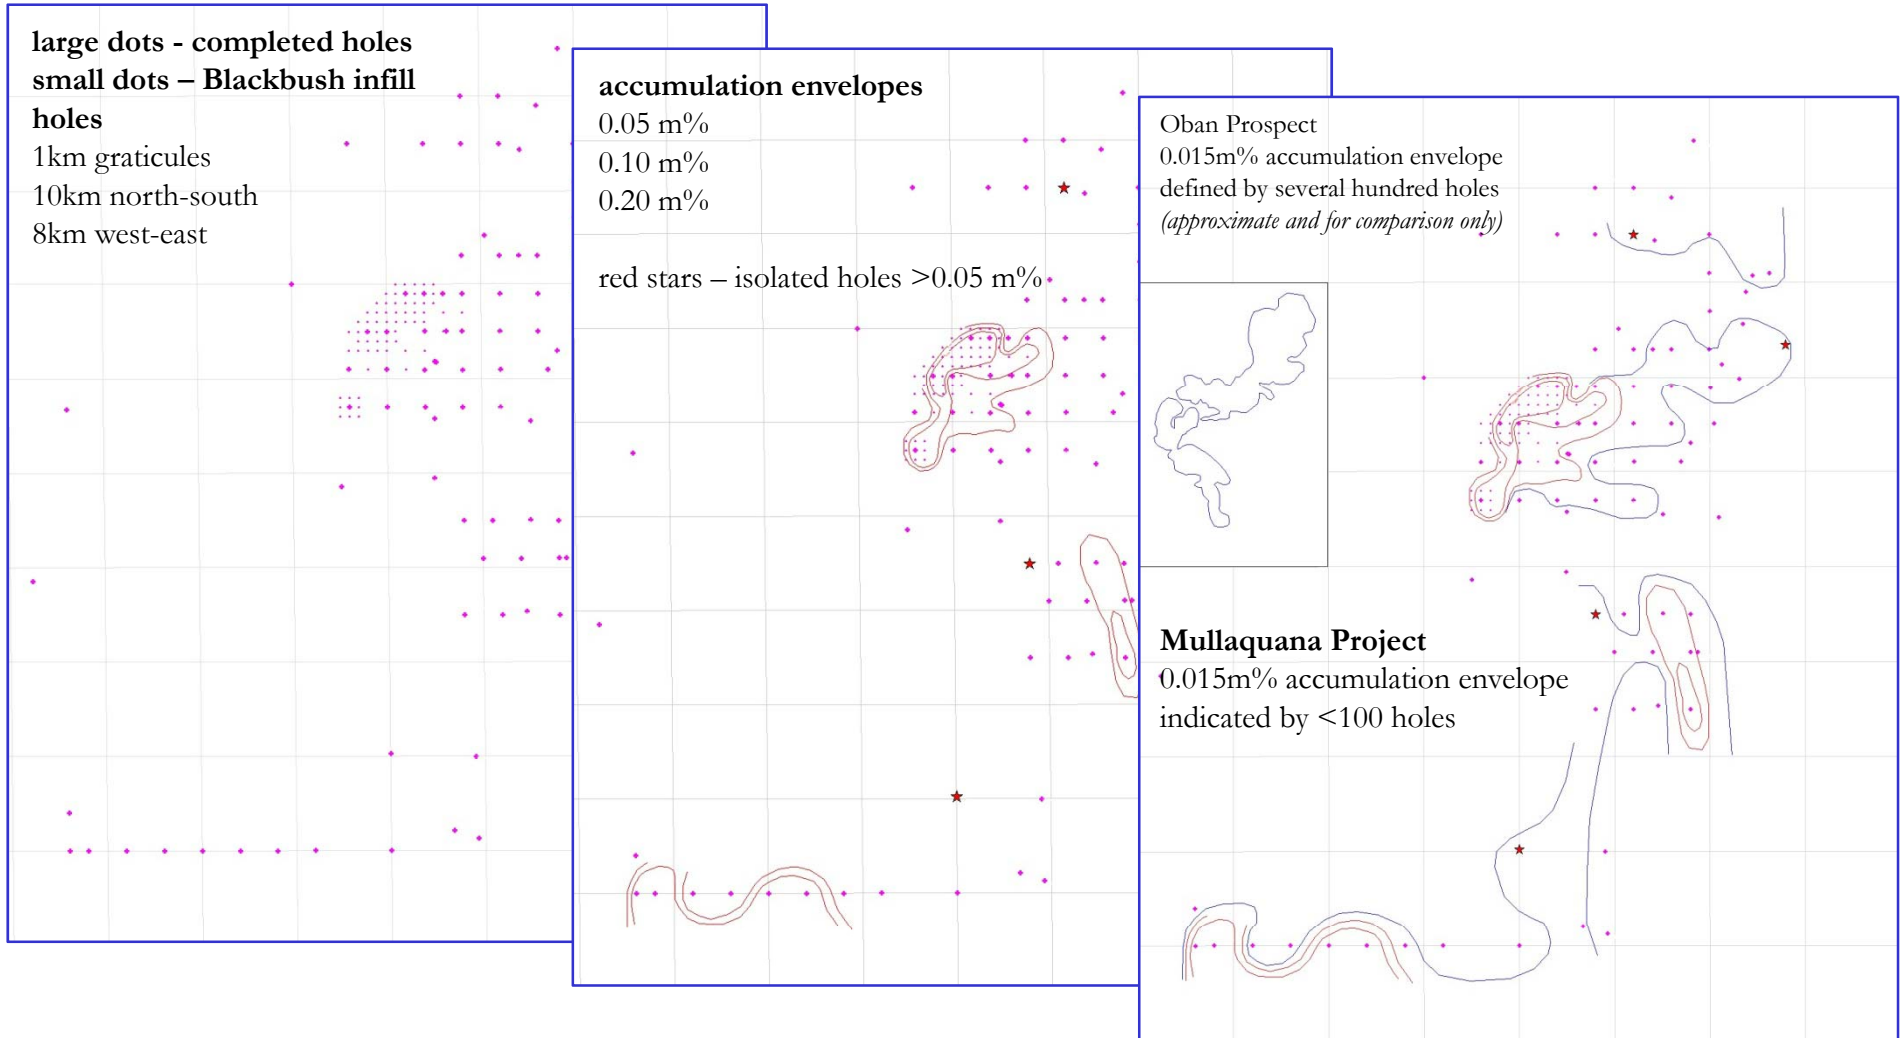 large dots - completed holes
small dots – Blackbush infill
holes
1km graticules
10km north-south
8km west-east
accumulation envelopes
0.05 m%
0.10 m%
0.20 m%
red stars – isolated holes >0.05 m%
Oban Prospect
0.015m% accumulation envelope
defined by several hundred holes
(approximate and for comparison only)
Mullaquana Project
0.015m% accumulation envelope
indicated by <100 holes